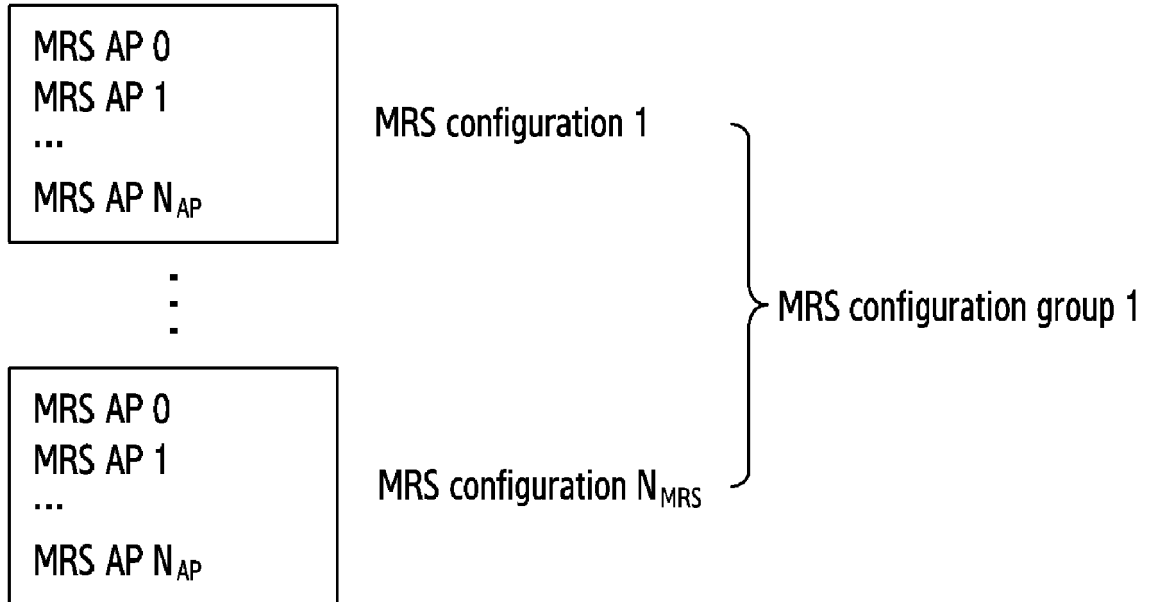 MRS AP 0
MRS AP 1
...
MRS AP N_AP
MRS configuration 1
MRS configuration group 1
MRS AP 0
MRS AP 1
...
MRS AP N_AP
MRS configuration N_MRS